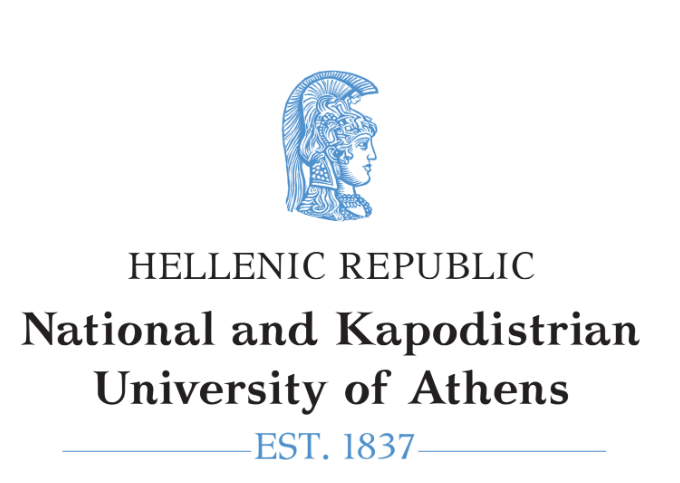 HELLENIC REPUBLIC
National and Kapodistrian
University of Athens
EST. 1837